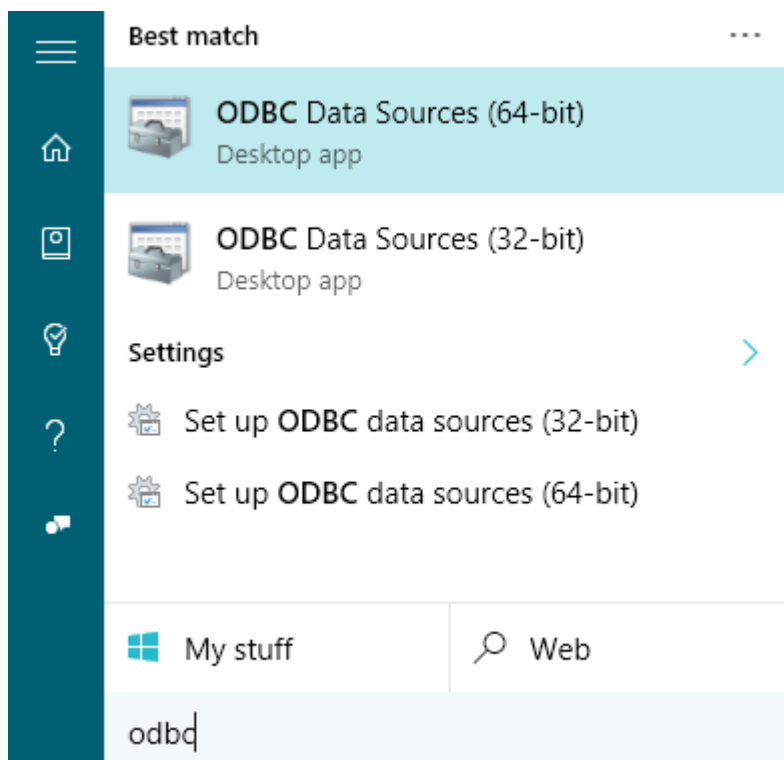 Best match
ODBC Data Sources (64-bit)
Desktop app
ODBC Data Sources (32-bit)
Desktop app
Settings
Set up ODBC data sources (32-bit)
Set up ODBC data sources (64-bit)
My stuff
Web
odbc